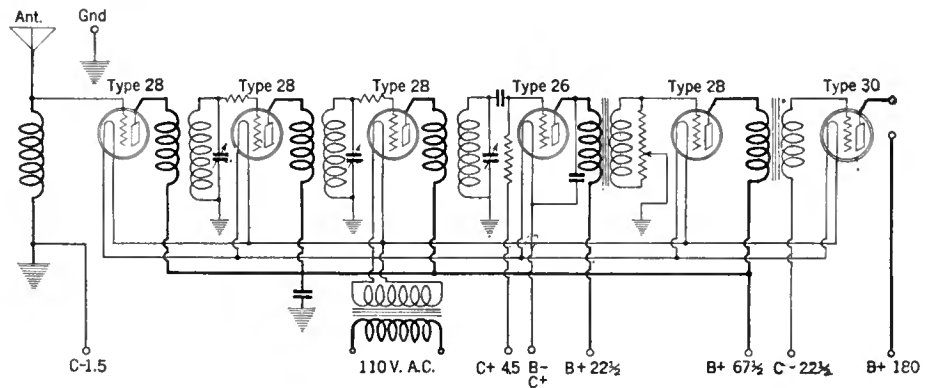 Ant.
Gnd
Type 28
Type 28
Type 28
Type 26
Type 28
Type 30
C-1.5
110 V. A.C.
C+ 4.5
B-
C+
B+ 22½
B+ 67½
C- 22½
B+ 180